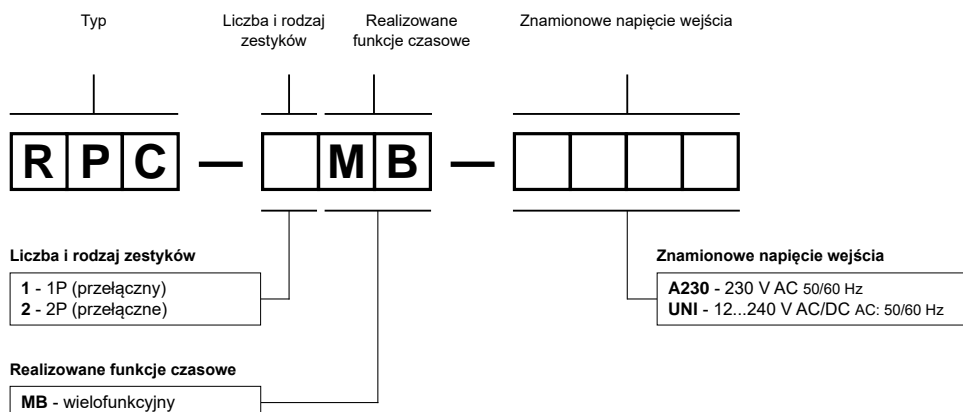 Typ
Liczba i rodzaj
zestyków
Realizowane
funkcje czasowe
Znamionowe napięcie wejścia
R P C — M B —
Liczba i rodzaj zestyków
1 - 1P (przełączny)
2 - 2P (przełączne)
Znamionowe napięcie wejścia
A230 - 230 V AC 50/60 Hz
UNI - 12...240 V AC/DC AC: 50/60 Hz
Realizowane funkcje czasowe
MB - wielofunkcyjny